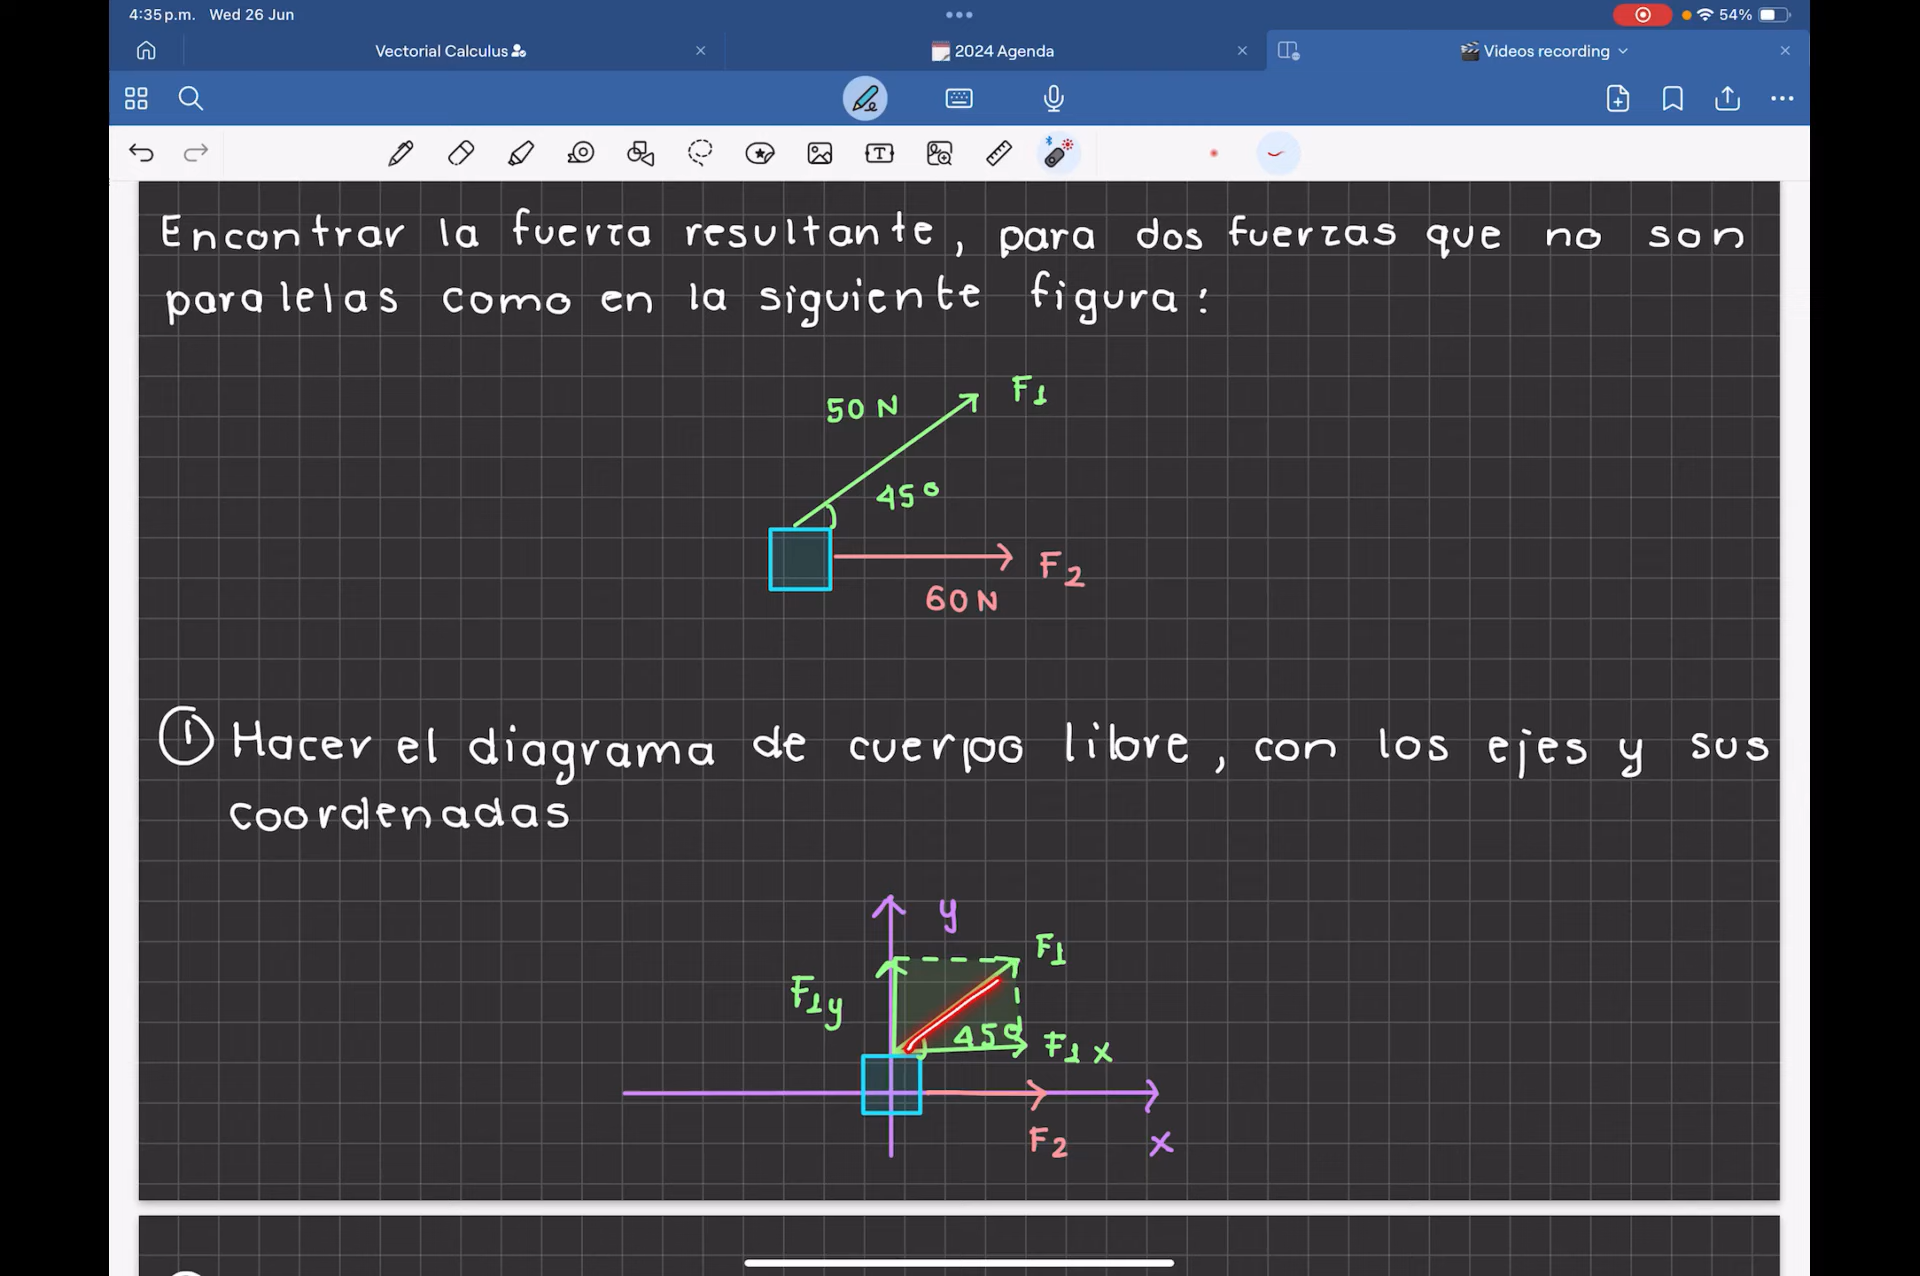 4:35 p.m. Wed 26 Jun
54%
Vectorial Calculus
2024 Agenda
Videos recording
Encontrar la fuerza resultante, para dos fuerzas que no son
paralelas como en la siguiente figura:
50 N
F1
45°
F2
60N
① Hacer el diagrama de cuerpo libre, con los ejes y sus
coordenadas
y
F1
F1y
45°
F1 x
F2
x